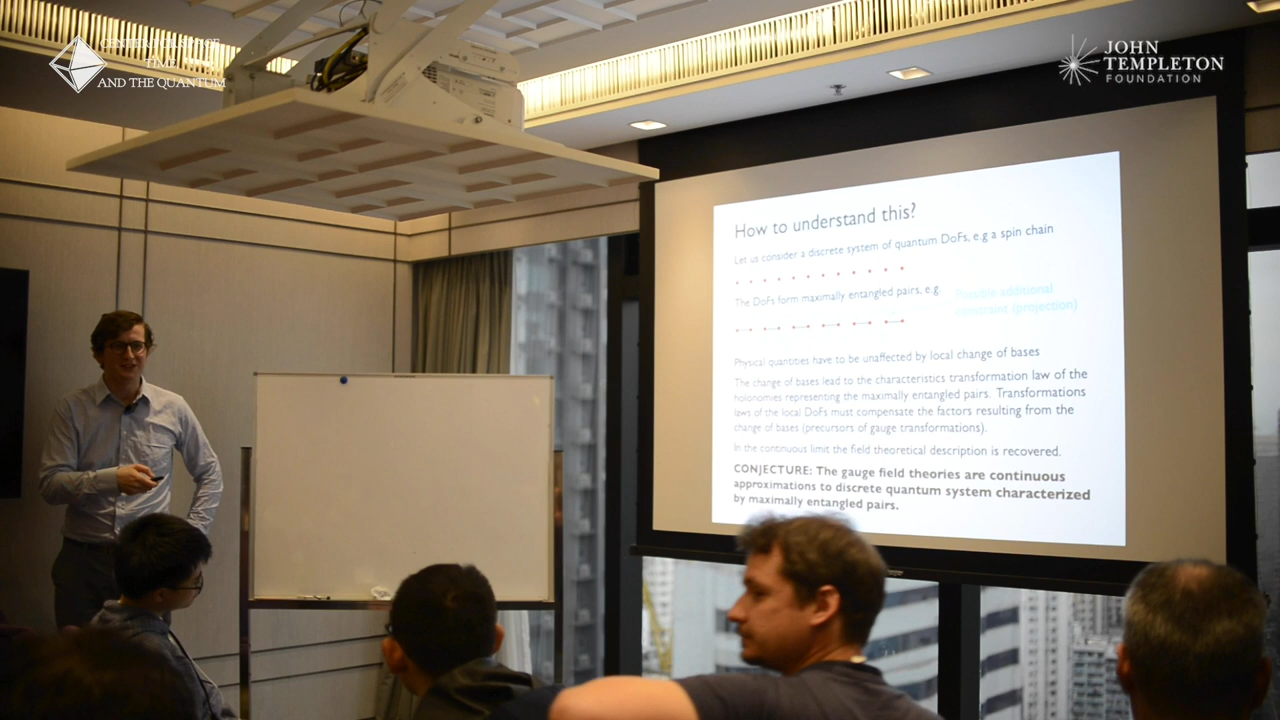 CENTER FOR SPACE
TIME
AND THE QUANTUM
JOHN
TEMPLETON
FOUNDATION
How to understand this?
Let us consider a discrete system of quantum DoFs, e.g a spin chain
The DoFs form maximally entangled pairs, e.g.
Possible additional
constraint (projection)
Physical quantities have to be unaffected by local change of bases
The change of bases lead to the characteristics transformation law of the
holonomies representing the maximally entangled pairs. Transformations
laws of the local DoFs must compensate the factors resulting from the
change of bases (precursors of gauge transformations).
In the continuous limit the field theoretical description is recovered.
CONJECTURE: The gauge field theories are continuous
approximations to discrete quantum system characterized
by maximally entangled pairs.